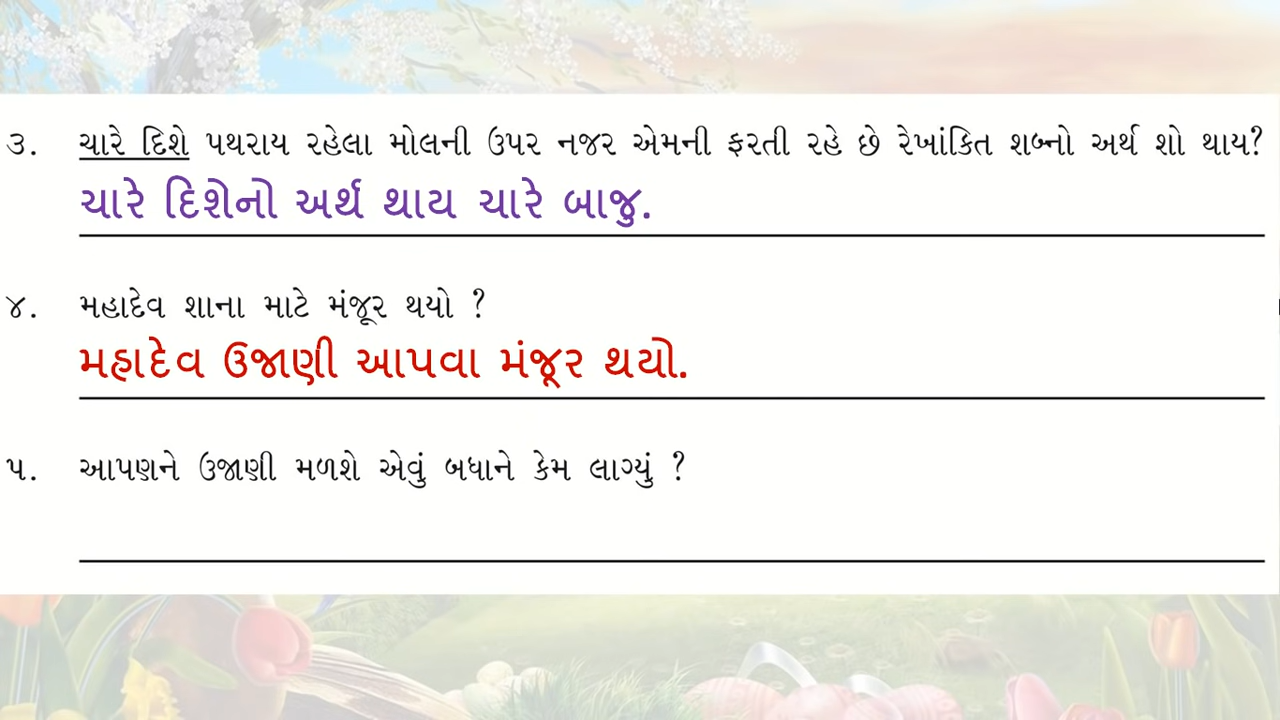 ૩. ચારે દિશે પથરાય રહેલા મોલની ઉપર નજર એમની ફરતી રહે છે રેખાંકિત શબ્નો અર્થ શો થાય?
ચારે દિશેનો અર્થ થાય ચારે બાજુ.
૪. મહાદેવ શાના માટે મંજૂર થયો ?
મહાદેવ ઉજાણી આપવા મંજૂર થયો.
૫. આપણને ઉજાણી મળશે એવું બધાને કેમ લાગ્યું ?